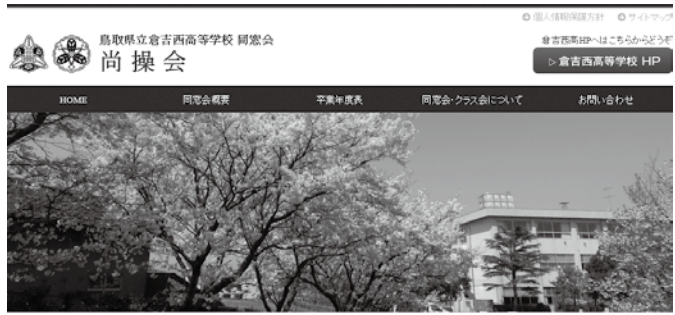 個人情報保護方針 サイトマップ
鳥取県立倉吉西高等学校 同窓会
尚操会
倉吉西高HPへはこちらからどうぞ
▷倉吉西高等学校 HP
HOME 同窓会概要 卒業年度表 同窓会・クラス会について お問い合わせ